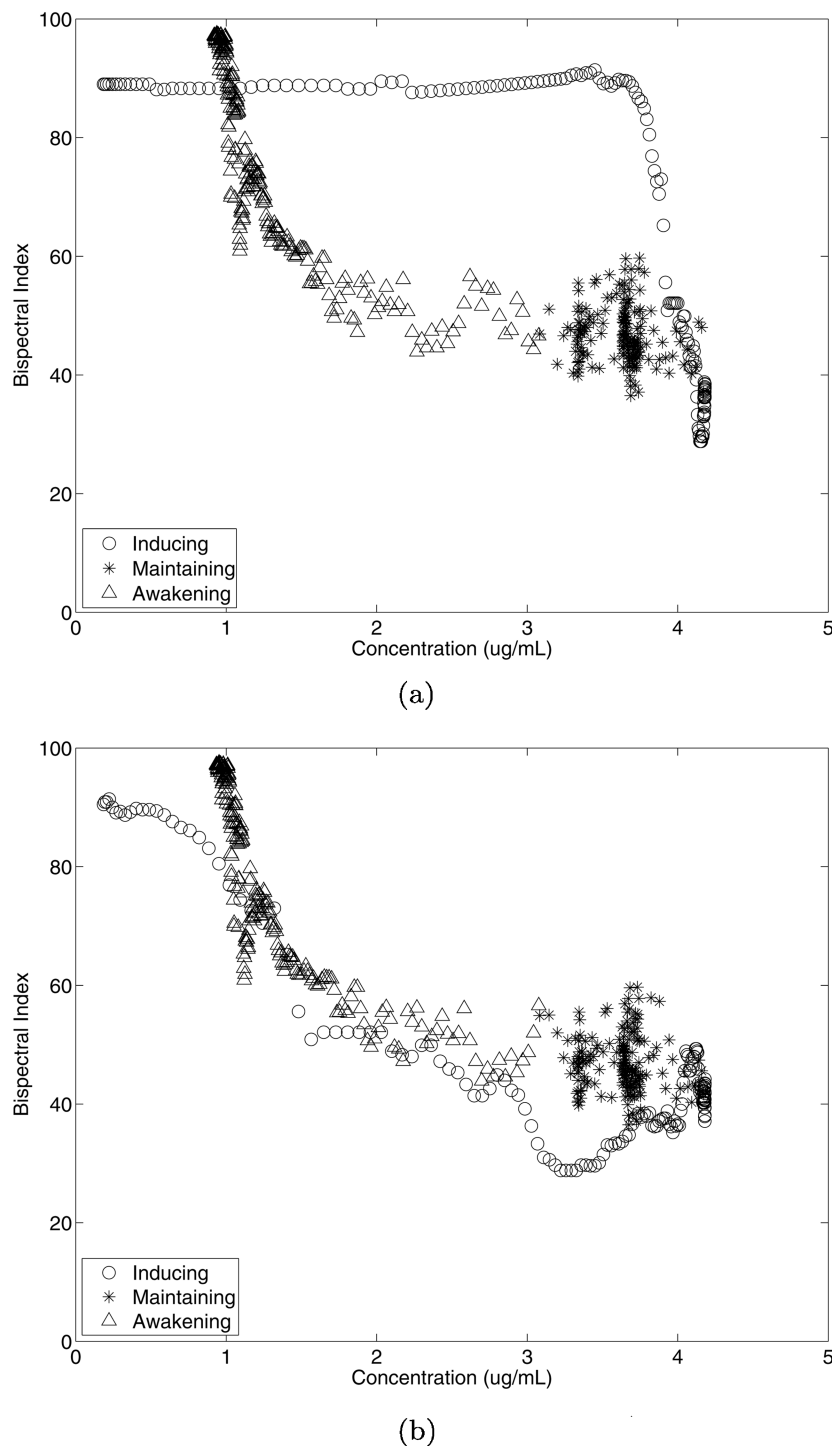 100
80
60
40
20
0
Bispectral Index
Inducing
Maintaining
Awakening
0 1 2 3 4 5
Concentration (ug/mL)
(a)
100
80
60
40
20
0
Bispectral Index
Inducing
Maintaining
Awakening
0 1 2 3 4 5
Concentration (ug/mL)
(b)